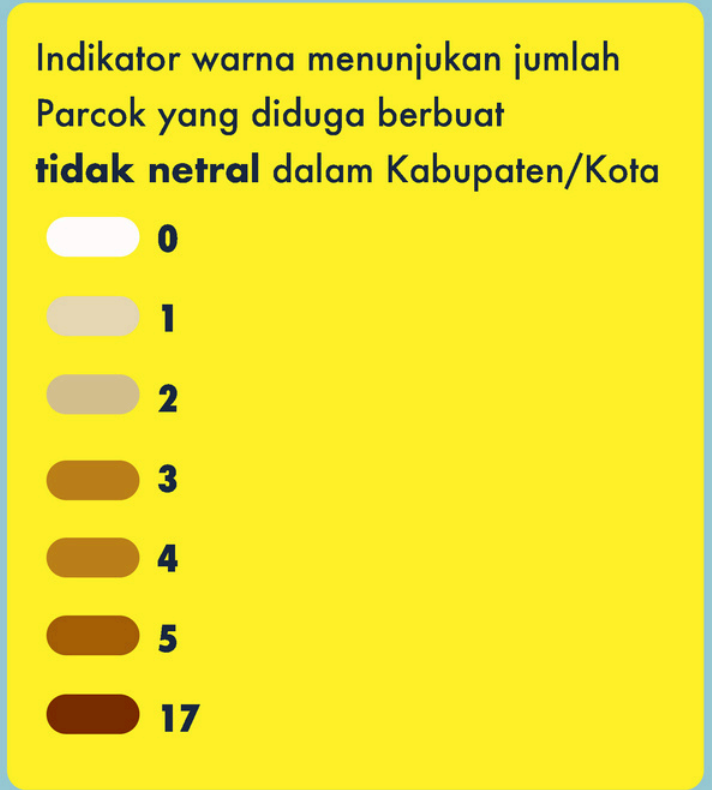 Indikator warna menunjukan jumlah
Parcok yang diduga berbuat
tidak netral dalam Kabupaten/Kota
0
1
2
3
4
5
17